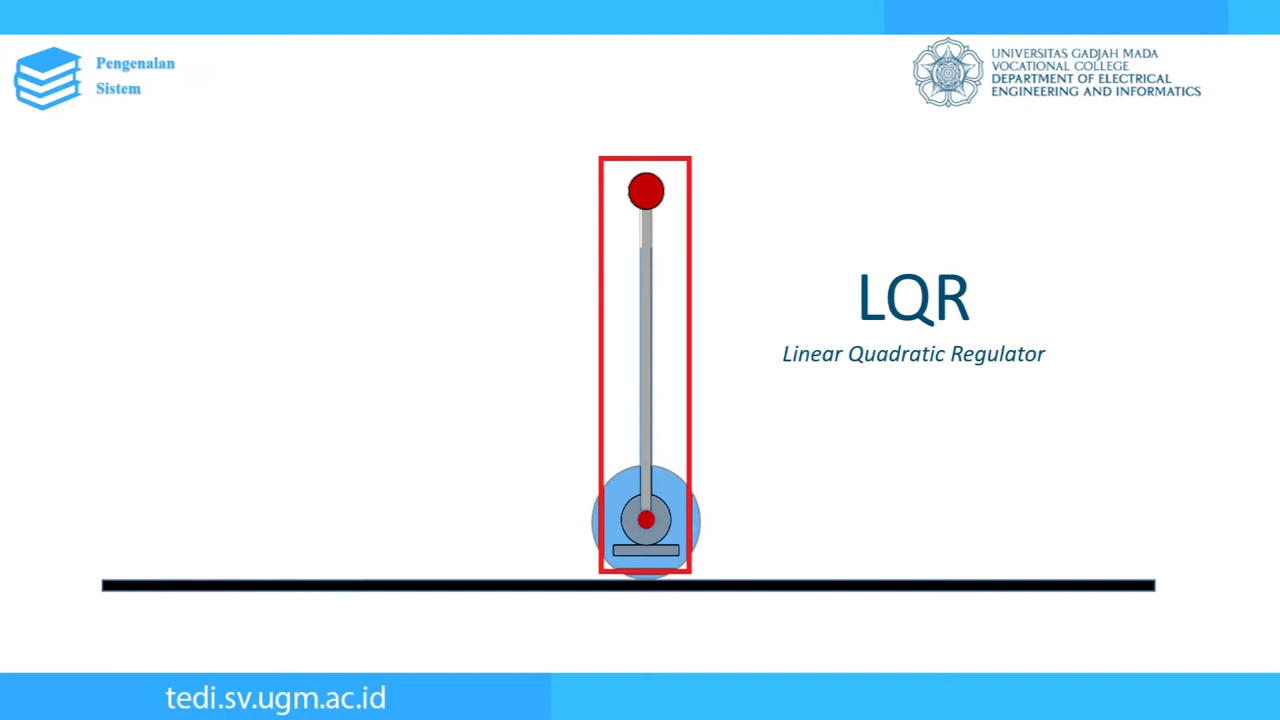 Pengenalan
Sistem
UNIVERSITAS GADJAH MADA
VOCATIONAL COLLEGE
DEPARTMENT OF ELECTRICAL
ENGINEERING AND INFORMATICS
LQR
Linear Quadratic Regulator
tedi.sv.ugm.ac.id